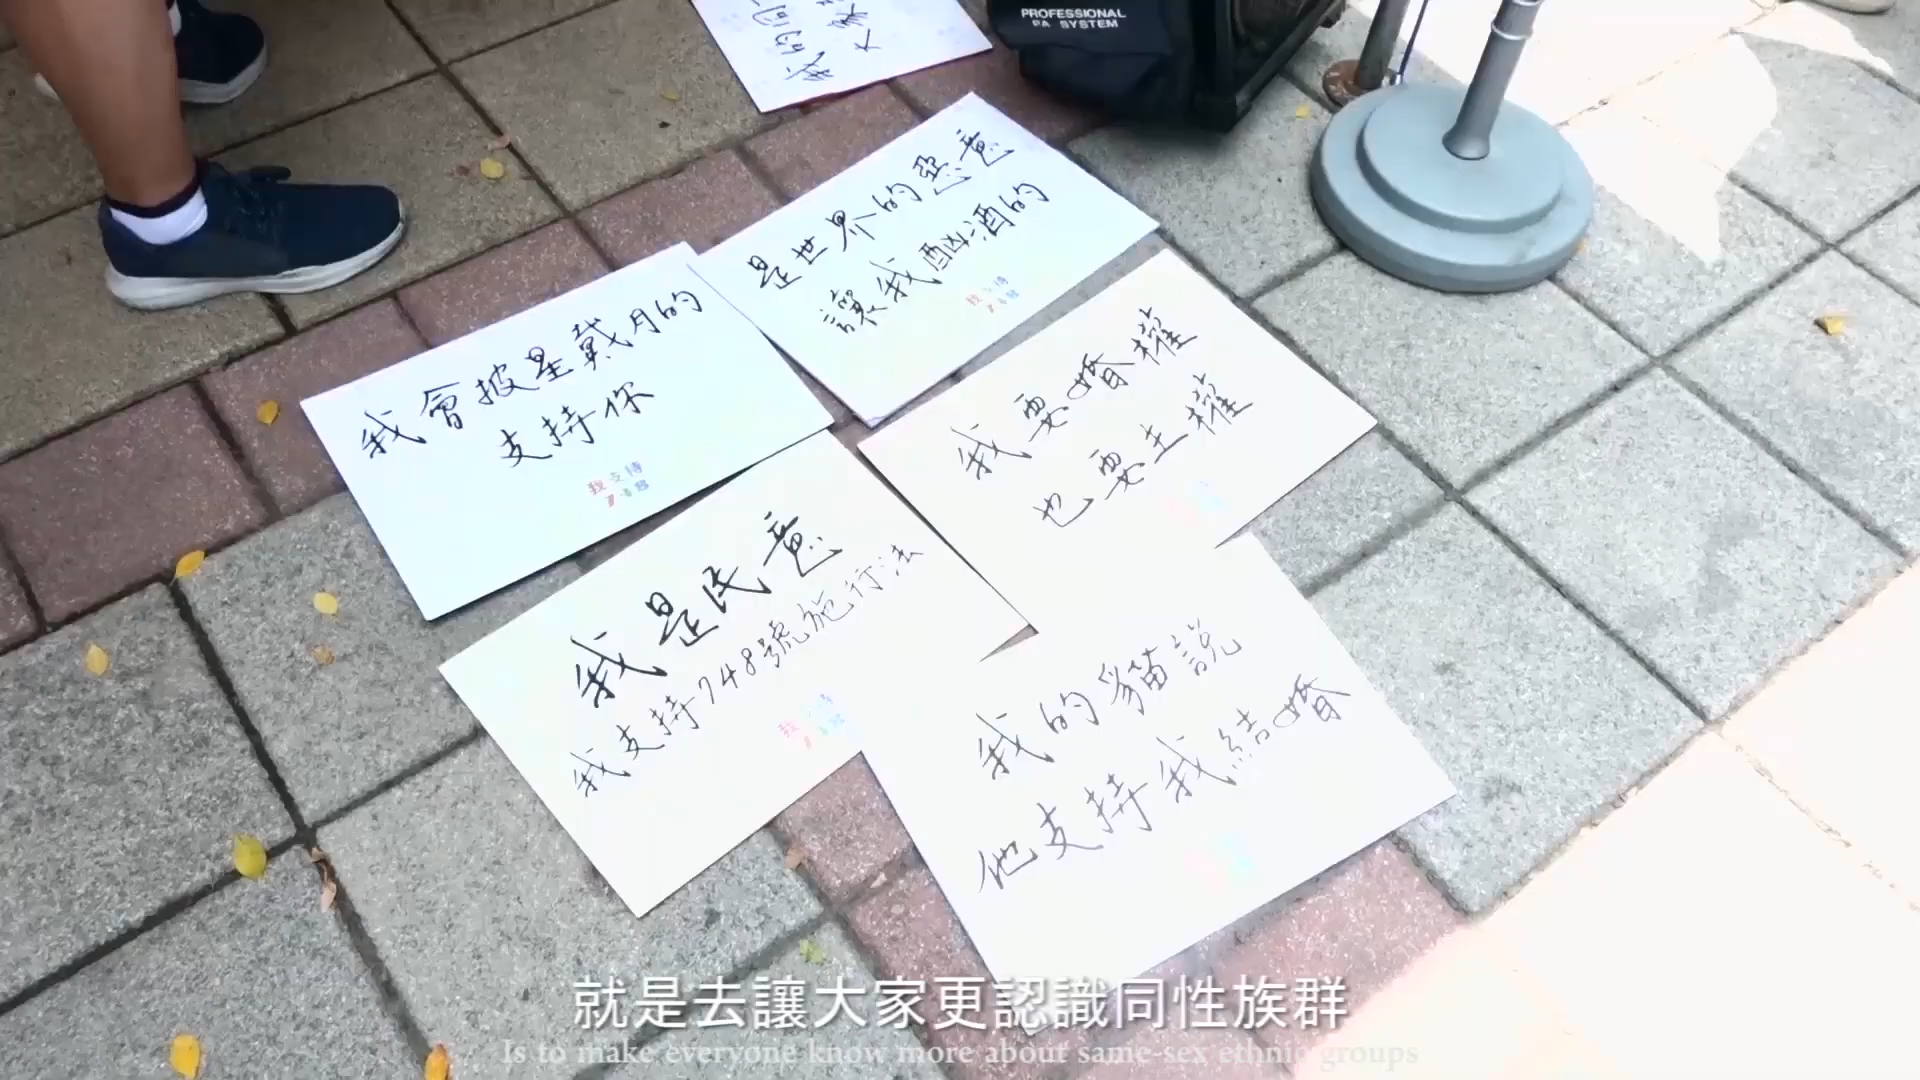 PROFESSIONAL
PA SYSTEM
是世界的惡意
讓我酗酒的
我會披星戴月的
支持你
我支持
我要婚權
也要主權
我是民意
我支持748號施行法
我的貓說
他支持我結婚
就是去讓大家更認識同性族群
Is to make everyone know more about same-sex ethnic groups